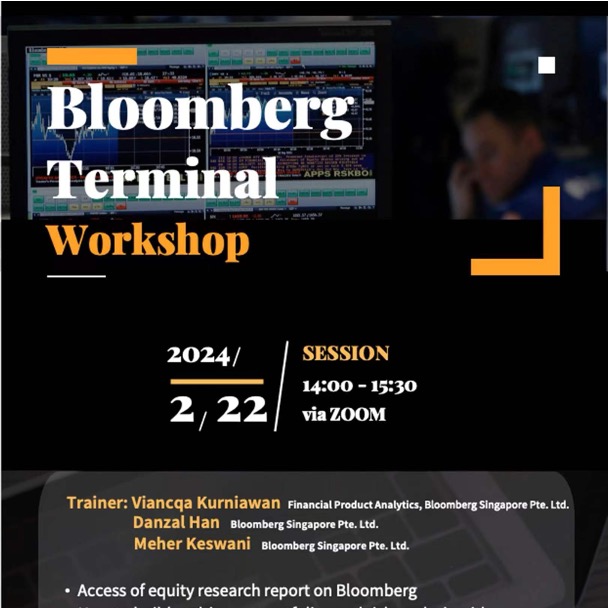 Bloomberg
Terminal
APPS RSKBO
Workshop
2024/
2/22
SESSION
14:00 - 15:30
via ZOOM
Trainer: Viancqa Kurniawan Financial Product Analytics, Bloomberg Singapore Pte. Ltd.
Danzal Han Bloomberg Singapore Pte. Ltd.
Meher Keswani Bloomberg Singapore Pte. Ltd.
• Access of equity research report on Bloomberg